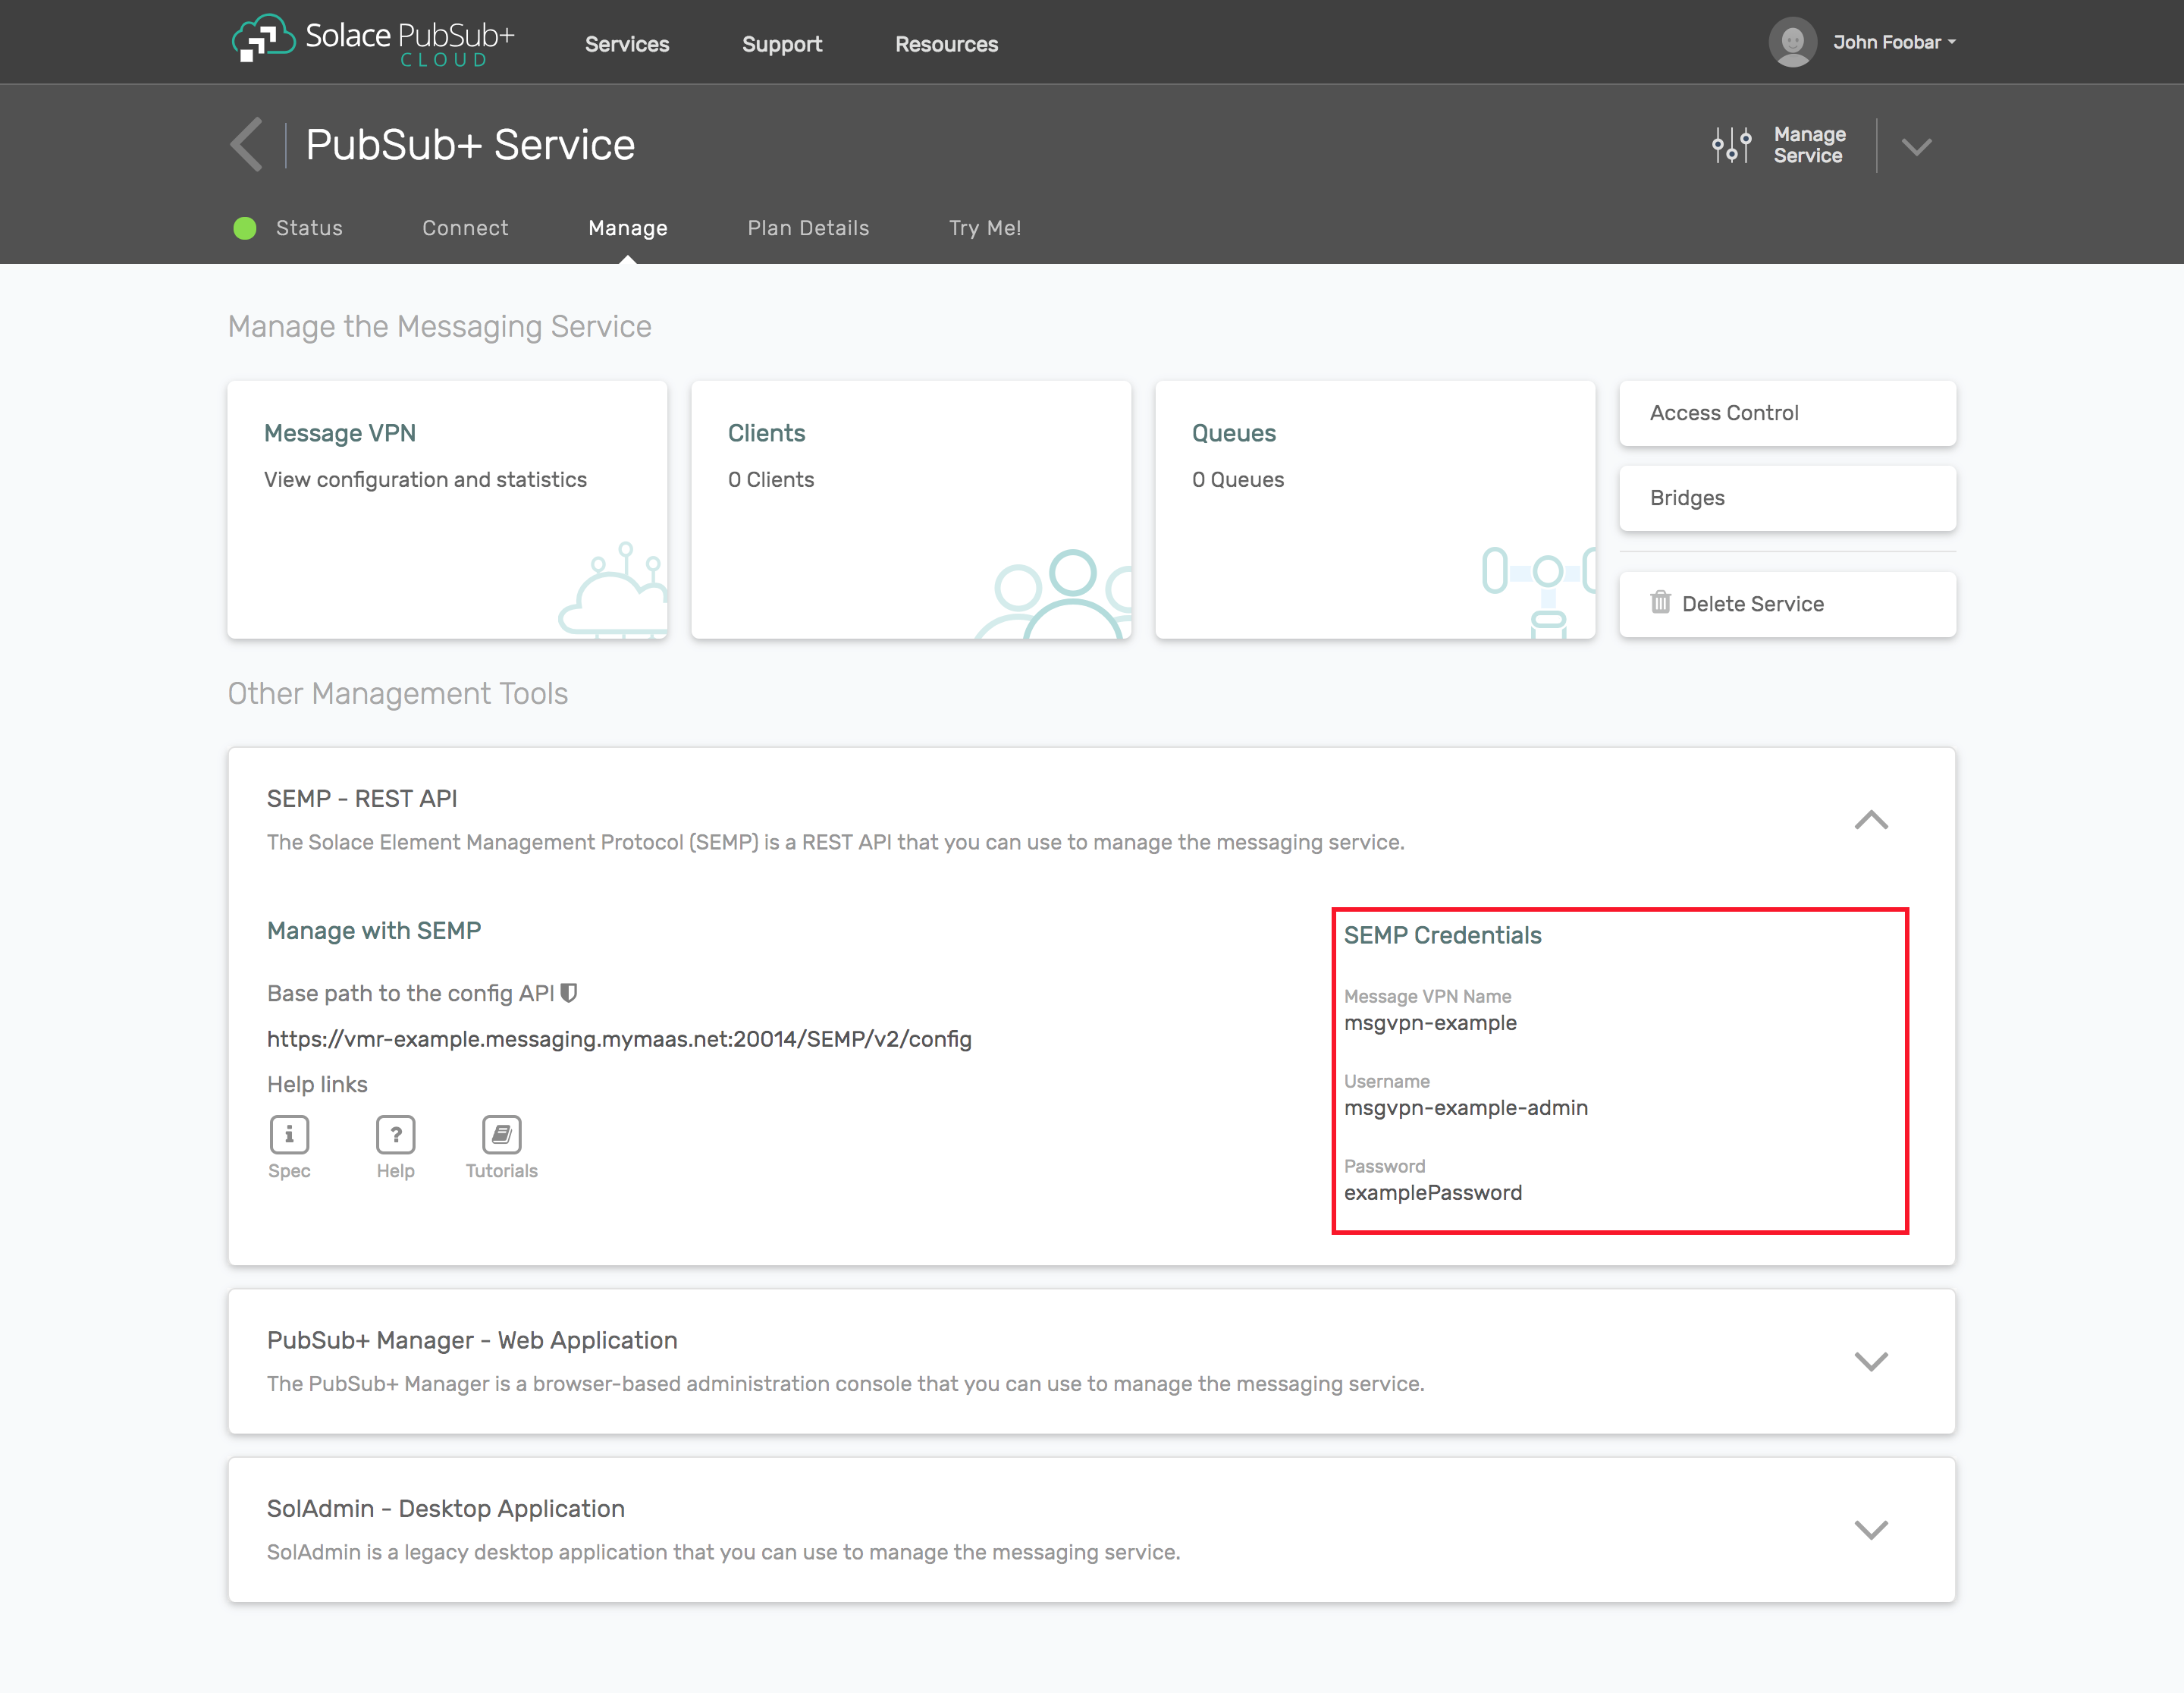 Solace PubSub+
CLOUD
Services
Support
Resources
John Foobar
PubSub+ Service
Manage
Service
Status
Connect
Manage
Plan Details
Try Me!
Manage the Messaging Service
Message VPN
View configuration and statistics
Clients
0 Clients
Queues
0 Queues
Access Control
Bridges
Delete Service
Other Management Tools
SEMP - REST API
The Solace Element Management Protocol (SEMP) is a REST API that you can use to manage the messaging service.
Manage with SEMP
Base path to the config API
https://vmr-example.messaging.mymaas.net:20014/SEMP/v2/config
Help links
Spec
Help
Tutorials
SEMP Credentials
Message VPN Name
msgvpn-example
Username
msgvpn-example-admin
Password
examplePassword
PubSub+ Manager - Web Application
The PubSub+ Manager is a browser-based administration console that you can use to manage the messaging service.
SolAdmin - Desktop Application
SolAdmin is a legacy desktop application that you can use to manage the messaging service.